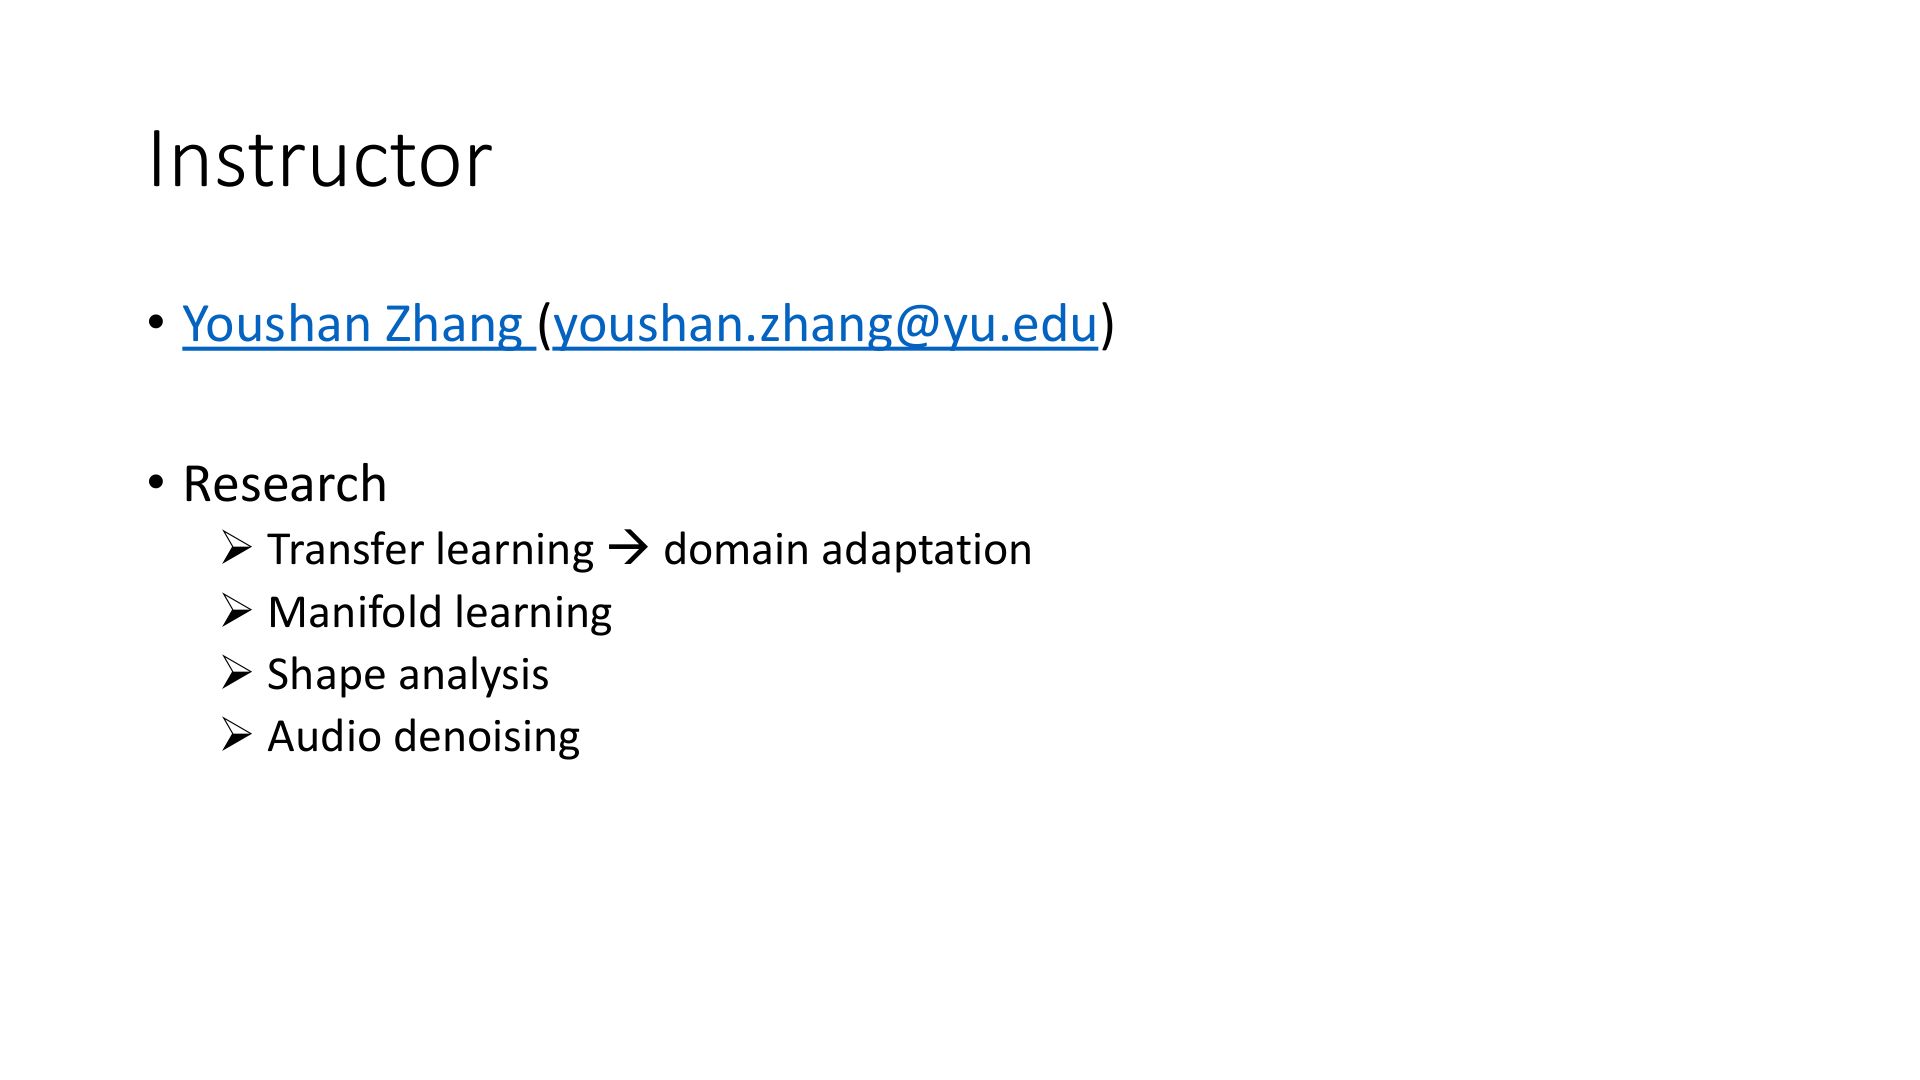 Instructor
• Youshan Zhang (youshan.zhang@yu.edu)
• Research
➢ Transfer learning → domain adaptation
➢ Manifold learning
➢ Shape analysis
➢ Audio denoising